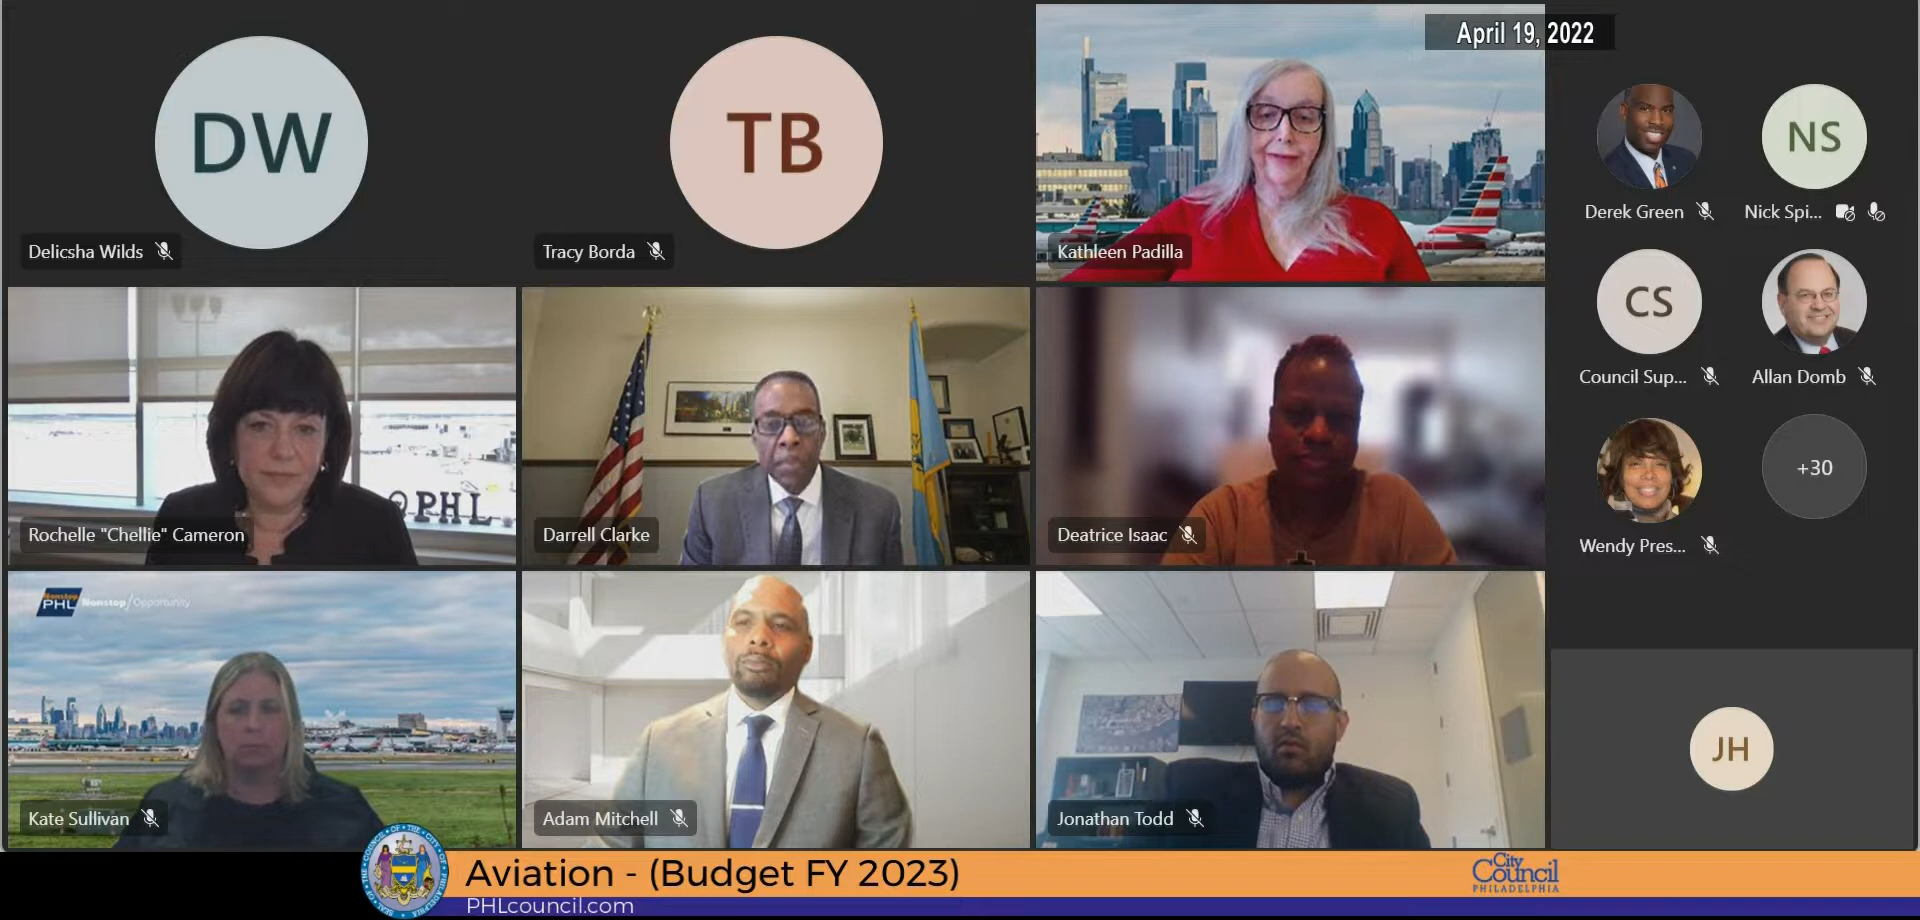 April 19, 2022
DW
Delicsha Wilds
TB
Tracy Borda
Kathleen Padilla
Derek Green
NS
Nick Spi...
CS
Council Sup...
Allan Domb
Wendy Pres...
+30
Rochelle "Chellie" Cameron
PHL
Darrell Clarke
Deatrice Isaac
Nonstop
PHL Nonstop/Opportunity
Kate Sullivan
Adam Mitchell
Jonathan Todd
JH
Aviation - (Budget FY 2023)
PHLcouncil.com
City
Council
PHILADELPHIA